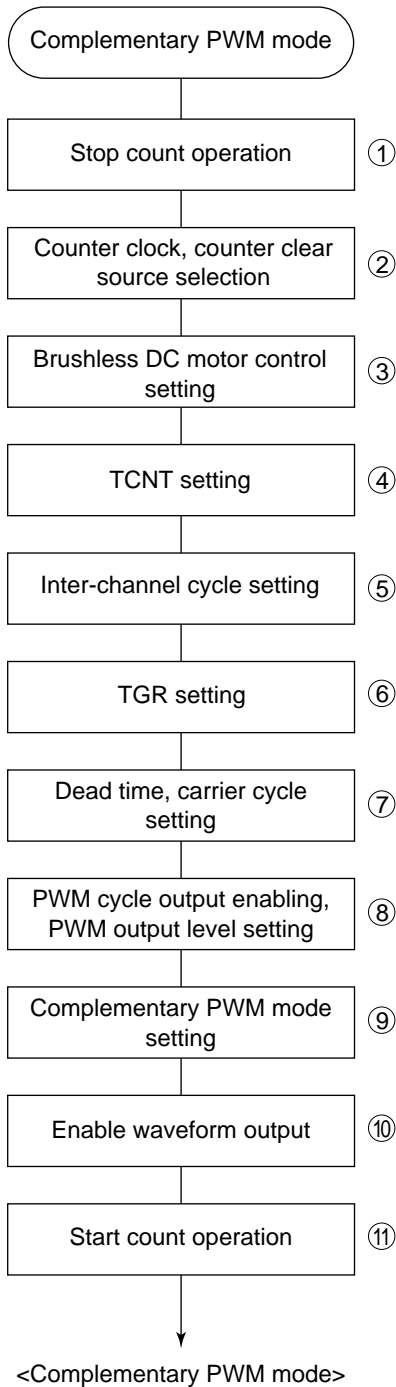 Complementary PWM mode
Stop count operation
①
Counter clock, counter clear
source selection
②
Brushless DC motor control
setting
③
TCNT setting
④
Inter-channel cycle setting
⑤
TGR setting
⑥
Dead time, carrier cycle
setting
⑦
PWM cycle output enabling,
PWM output level setting
⑧
Complementary PWM mode
setting
⑨
Enable waveform output
⑩
Start count operation
⑪
<Complementary PWM mode>